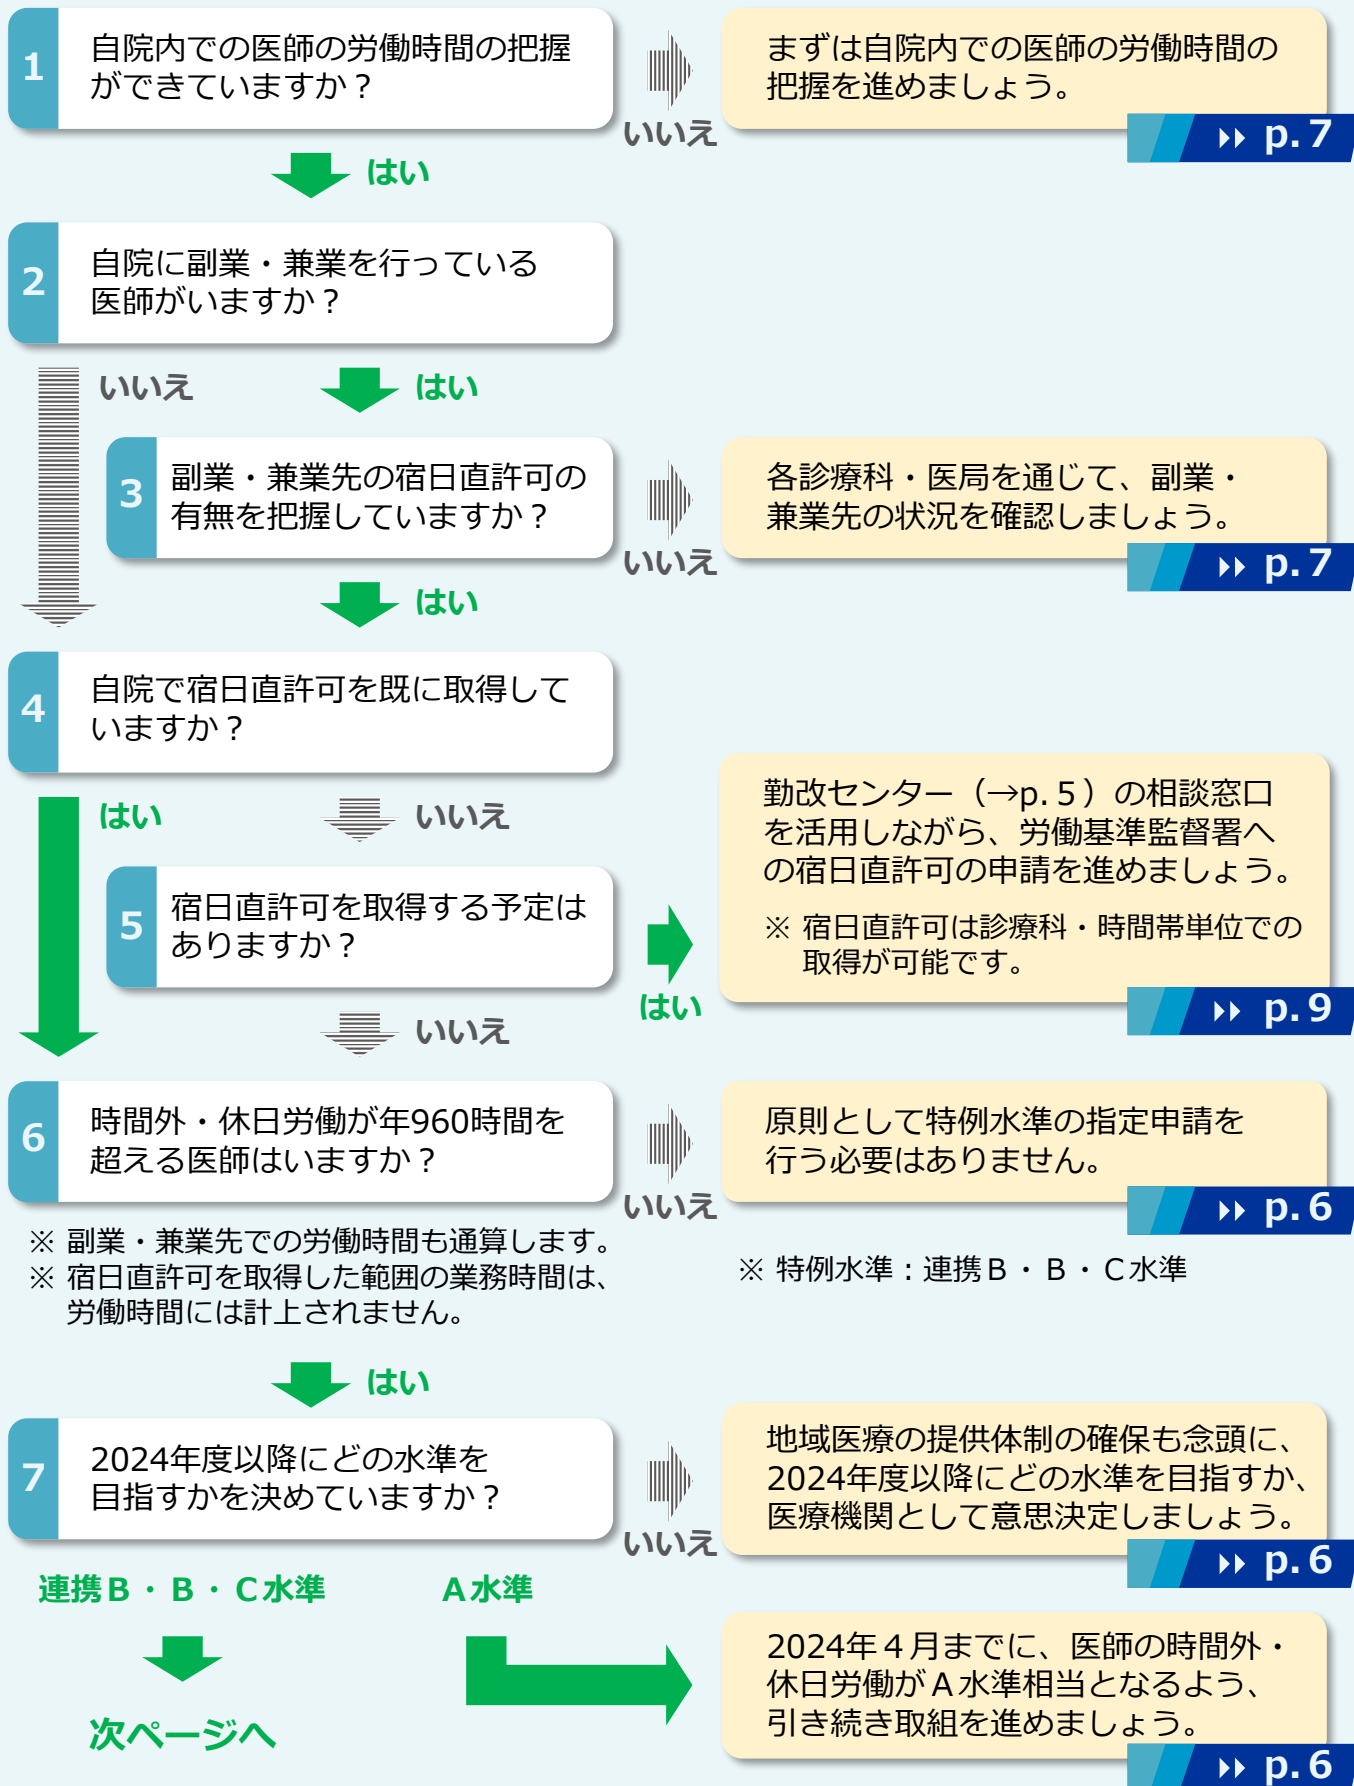 1
自院内での医師の労働時間の把握
ができていますか？
いいえ
まずは自院内での医師の労働時間の
把握を進めましょう。
p.7
はい
2
自院に副業・兼業を行っている
医師がいますか？
いいえ
はい
3
副業・兼業先の宿日直許可の
有無を把握していますか？
いいえ
各診療科・医局を通じて、副業・
兼業先の状況を確認しましょう。
p.7
はい
4
自院で宿日直許可を既に取得して
いますか？
はい
いいえ
5
宿日直許可を取得する予定は
ありますか？
はい
勤改センター（→p.５）の相談窓口
を活用しながら、労働基準監督署へ
の宿日直許可の申請を進めましょう。
※ 宿日直許可は診療科・時間帯単位での
取得が可能です。
p.9
いいえ
6
時間外・休日労働が年960時間を
超える医師はいますか？
いいえ
原則として特例水準の指定申請を
行う必要はありません。
p.6
※ 副業・兼業先での労働時間も通算します。
※ 宿日直許可を取得した範囲の業務時間は、
労働時間には計上されません。
※ 特例水準：連携Ｂ・Ｂ・Ｃ水準
はい
7
2024年度以降にどの水準を
目指すかを決めていますか？
いいえ
地域医療の提供体制の確保も念頭に、
2024年度以降にどの水準を目指すか、
医療機関として意思決定しましょう。
p.6
連携Ｂ・Ｂ・Ｃ水準
Ａ水準
次ページへ
2024年４月までに、医師の時間外・
休日労働がＡ水準相当となるよう、
引き続き取組を進めましょう。
p.6